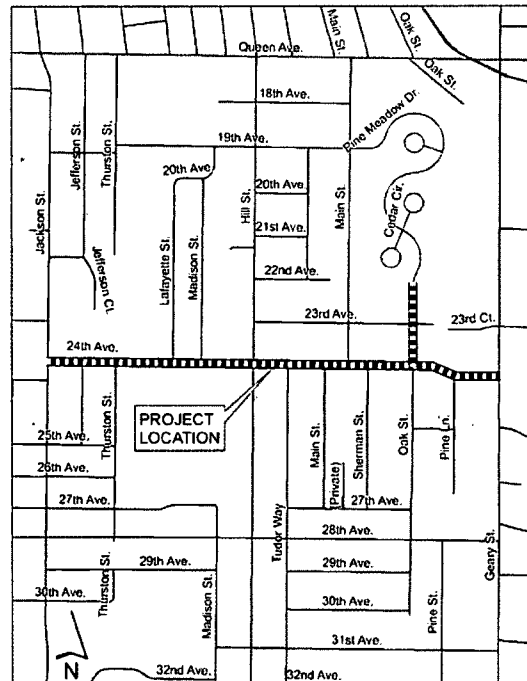 Main St.
Oak St.
Queen Ave.
Oak St.
18th Ave.
Pine Meadow Dr.
19th Ave.
Jefferson St.
Thurston St.
20th Ave.
20th Ave.
Hill St.
Main St.
Cedar Cir.
Jackson St.
21st Ave.
Lafayette St.
Madison St.
Jefferson Ct.
22nd Ave.
23rd Ave.
23rd Ct.
24th Ave.
PROJECT
LOCATION
Thurston St.
Main St.
Sherman St.
Oak St.
Pine Ln.
25th Ave.
26th Ave.
(Private)
27th Ave.
27th Ave.
Tudor Way
28th Ave.
Geary St.
29th Ave.
29th Ave.
Thurston St.
30th Ave.
30th Ave.
Madison St.
Pine St.
31st Ave.
N
32nd Ave.
32nd Ave.